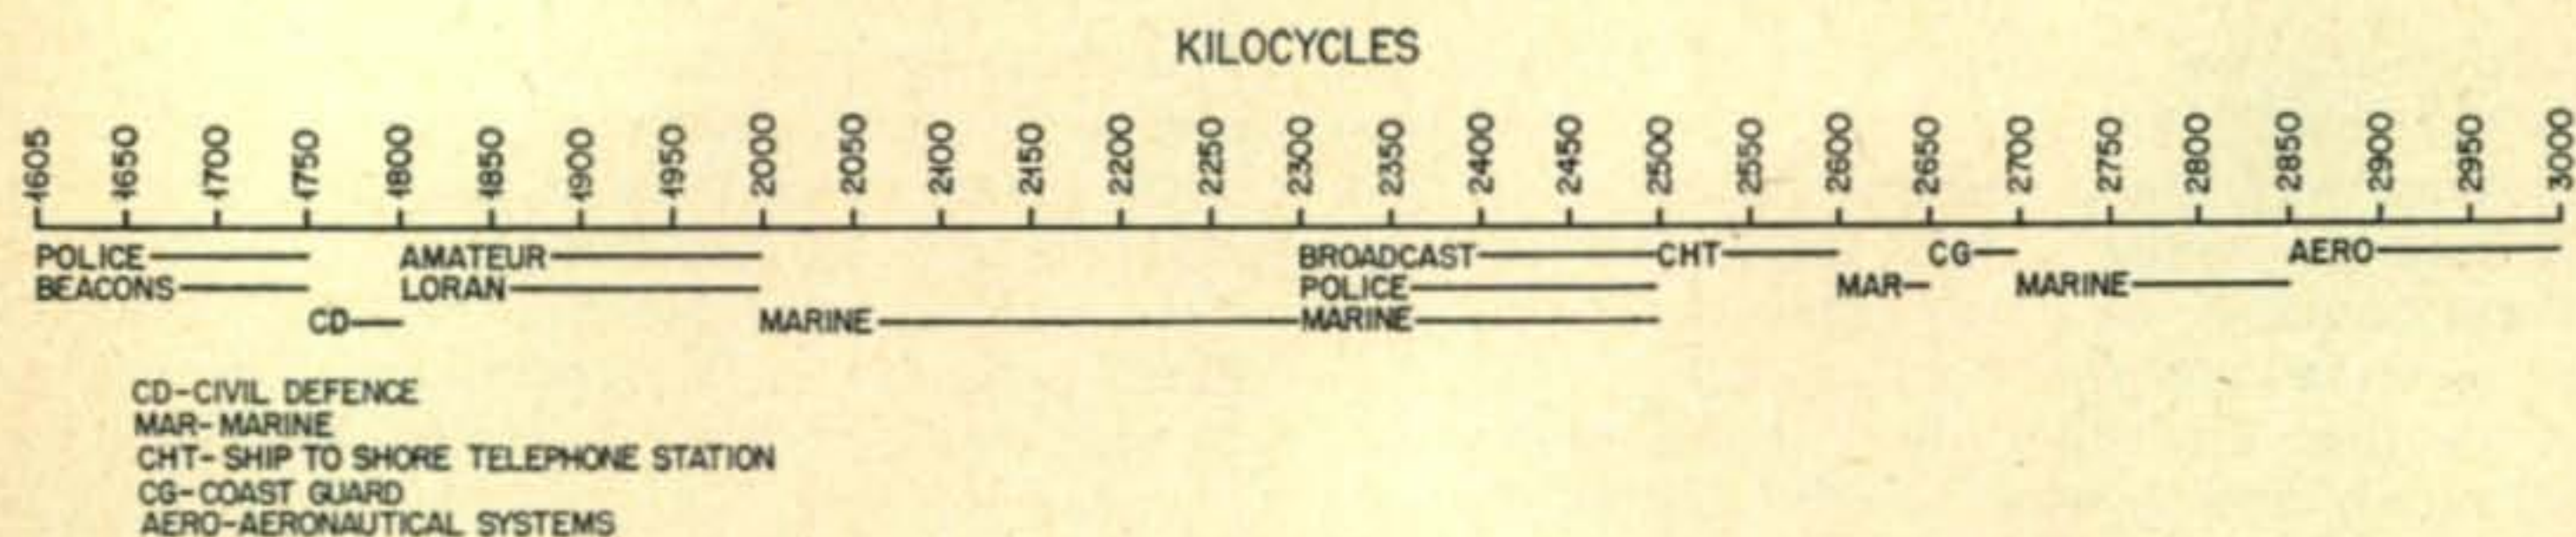 KILOCYCLES
1605 1650 1700 1750 1800 1850 1900 1950 2000 2050 2100 2150 2200 2250 2300 2350 2400 2450 2500 2550 2600 2650 2700 2750 2800 2850 2900 2950 3000
POLICE AMATEUR BROADCAST CHT CG AERO
BEACONS LORAN POLICE MAR MARINE
CD MARINE MARINE
CD-CIVIL DEFENCE
MAR-MARINE
CHT-SHIP TO SHORE TELEPHONE STATION
CG-COAST GUARD
AERO-AERONAUTICAL SYSTEMS